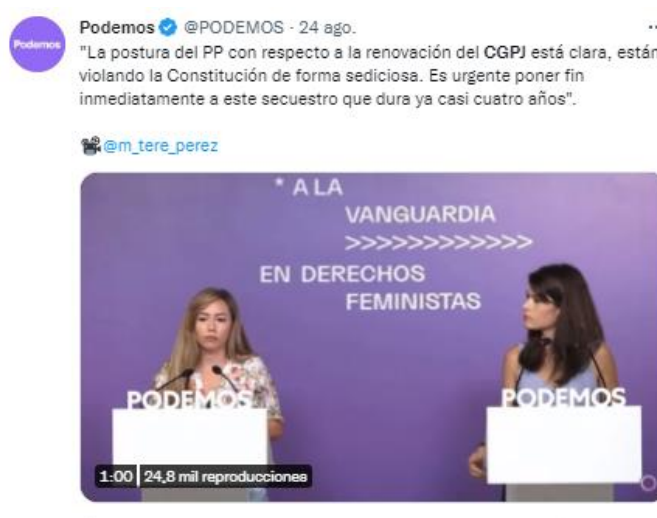 Podemos
Podemos @PODEMOS · 24 ago.
"La postura del PP con respecto a la renovación del CGPJ está clara, están
violando la Constitución de forma sediciosa. Es urgente poner fin
inmediatamente a este secuestro que dura ya casi cuatro años".
@m_tere_perez
* A LA
VANGUARDIA
>>>>>>>>>>>>
EN DERECHOS
FEMINISTAS
PODEMOS
PODEMOS
1:00 24,8 mil reproducciones